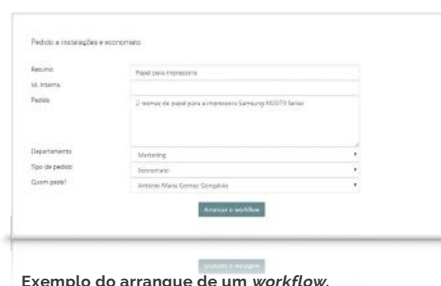 Pedido a instalações e economato
Resumo
Papel para impressora
Id. Interna
Pedido
2 resmas de papel para a impressora Samsung M2070 Series
Departamento
Marketing
Tipo de pedido
Economato
Quem pede?
Antonio Maria Gomes Gonçalves
Arrancar o workflow
Exemplo do arranque de um workflow.